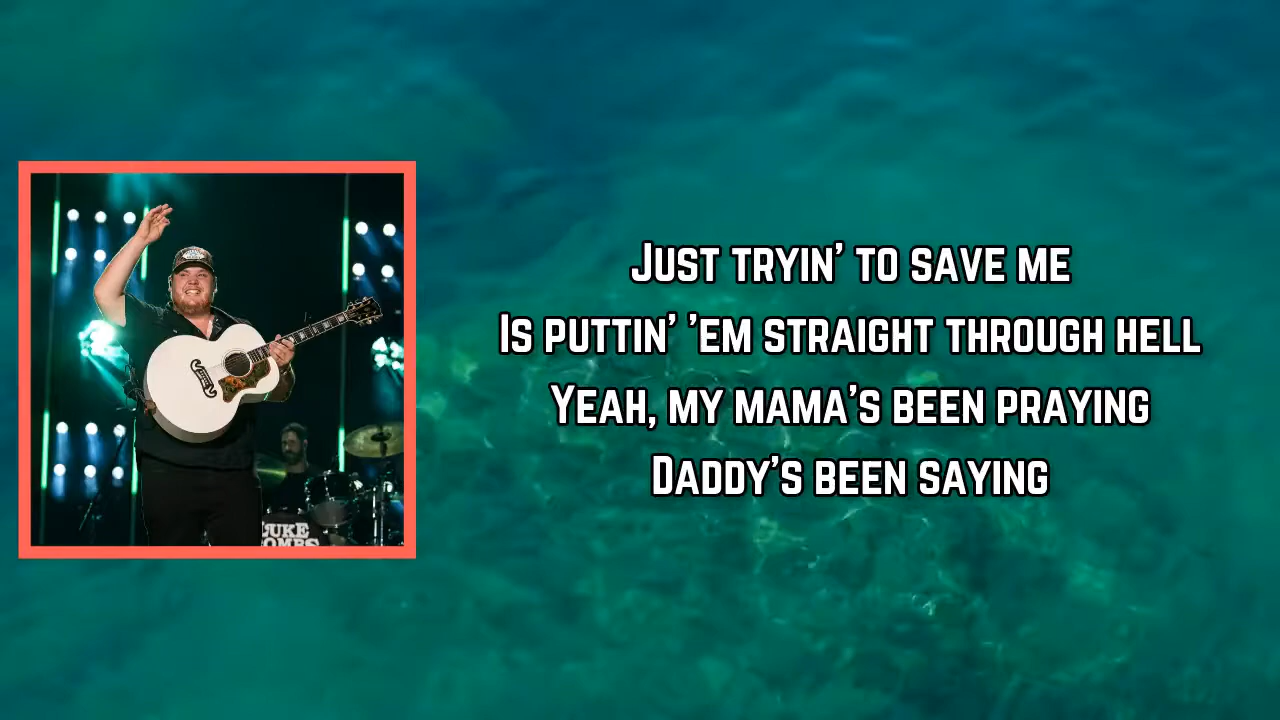 Just tryin' to save me
Is puttin' 'em straight through hell
Yeah, my mama's been praying
Daddy's been saying
LUKE